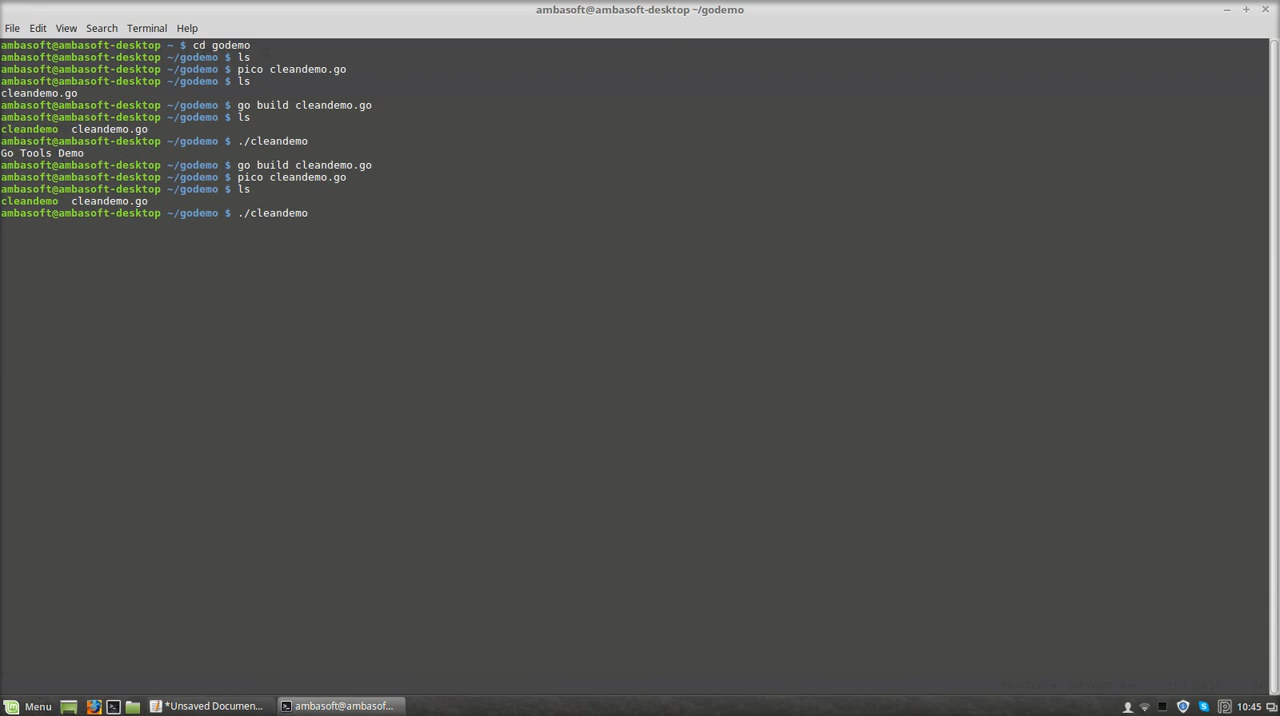 ambasoft@ambasoft-desktop ~/godemo
File Edit View Search Terminal Help
ambasoft@ambasoft-desktop ~ $ cd godemo
ambasoft@ambasoft-desktop ~/godemo $ ls
ambasoft@ambasoft-desktop ~/godemo $ pico cleandemo.go
ambasoft@ambasoft-desktop ~/godemo $ ls
cleandemo.go
ambasoft@ambasoft-desktop ~/godemo $ go build cleandemo.go
ambasoft@ambasoft-desktop ~/godemo $ ls
cleandemo cleandemo.go
ambasoft@ambasoft-desktop ~/godemo $ ./cleandemo
Go Tools Demo
ambasoft@ambasoft-desktop ~/godemo $ go build cleandemo.go
ambasoft@ambasoft-desktop ~/godemo $ pico cleandemo.go
ambasoft@ambasoft-desktop ~/godemo $ ls
cleandemo cleandemo.go
ambasoft@ambasoft-desktop ~/godemo $ ./cleandemo
Menu *Unsaved Documen... ambasoft@ambasof... 10:45